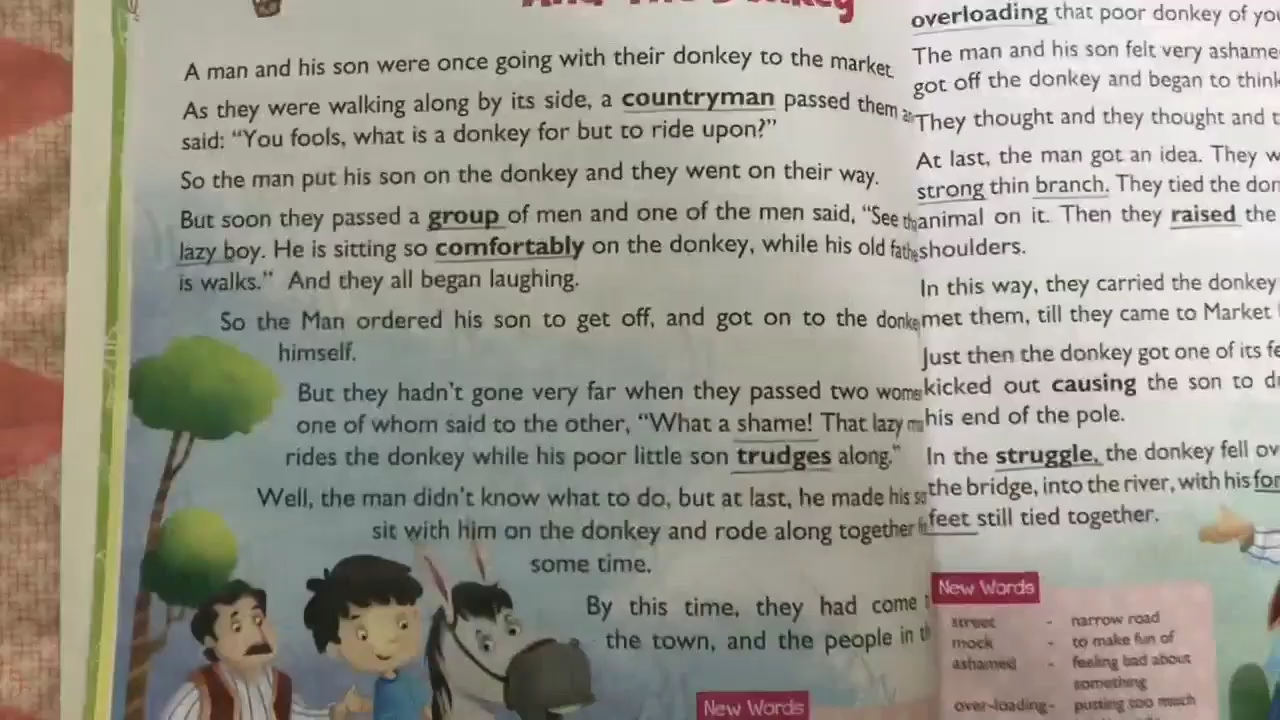 And The Donkey
A man and his son were once going with their donkey to the market.
As they were walking along by its side, a countryman passed them
said: “You fools, what is a donkey for but to ride upon?”
So the man put his son on the donkey and they went on their way.
But soon they passed a group of men and one of the men said, “See
lazy boy. He is sitting so comfortably on the donkey, while his old
is walks.” And they all began laughing.
So the Man ordered his son to get off, and got on to the
himself.
But they hadn't gone very far when they passed two
one of whom said to the other, “What a shame! That lazy
rides the donkey while his poor little son trudges along.”
Well, the man didn't know what to do, but at last, he made his
sit with him on the donkey and rode along together
some time.
By this time, they had come
the town, and the people in
New Words
overloading that poor donkey of
The man and his son felt very
got off the donkey and began to
They thought and they thought and
At last, the man got an idea. They
strong thin branch. They tied the
animal on it. Then they raised the
shoulders.
In this way, they carried the donkey
met them, till they came to Market
Just then the donkey got one of its
kicked out causing the son to
his end of the pole.
In the struggle, the donkey fell
the bridge, into the river, with his
feet still tied together.
New Words
street - narrow road
mock - to make fun of
ashamed - feeling bad about
something
over-loading- putting too much